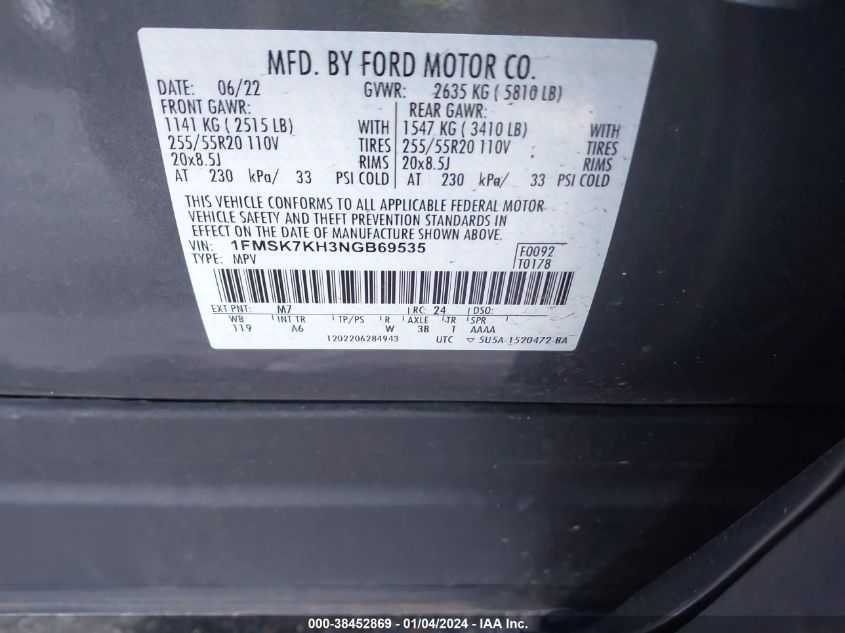 MFD. BY FORD MOTOR CO.
DATE: 06/22 GVWR: 2635 KG ( 5810 LB)
FRONT GAWR: REAR GAWR:
1141 KG ( 2515 LB) WITH 1547 KG ( 3410 LB) WITH
255/55R20 110V TIRES 255/55R20 110V TIRES
20x8.5J RIMS 20x8.5J RIMS
AT 230 kPa/ 33 PSI COLD AT 230 kPa/ 33 PSI COLD
THIS VEHICLE CONFORMS TO ALL APPLICABLE FEDERAL MOTOR
VEHICLE SAFETY AND THEFT PREVENTION STANDARDS IN
EFFECT ON THE DATE OF MANUFACTURE SHOWN ABOVE.
VIN: 1FMSK7KH3NGB69535 F0092
TYPE: MPV T0178
EXT PNT: M7 RC: 24 DSO:
WB INT TR TP/PS R AXLE TR SPR
119 A6 W 3B T AAAA
1202206284943 UTC ▽ 5U5A-1520472-BA
000-38452869 - 01/04/2024 - © IAA Holdings, LLC.